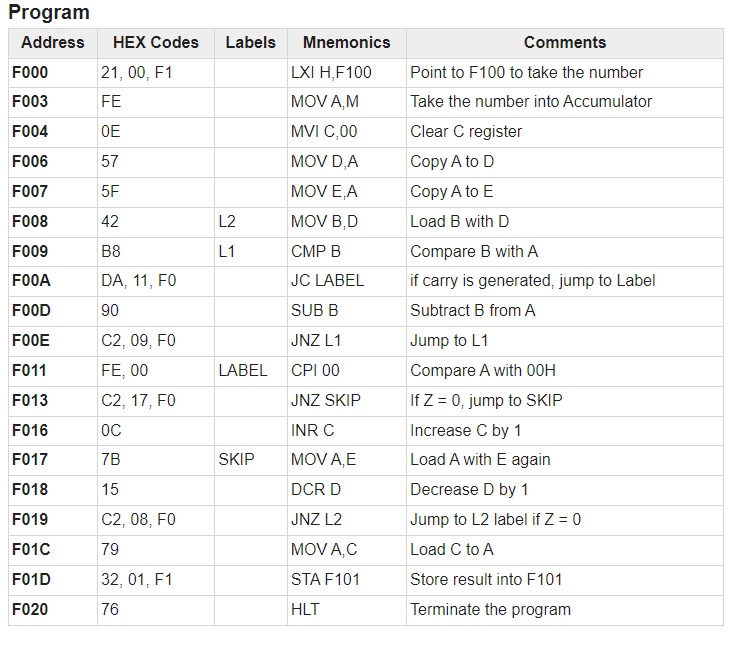 Program
Address HEX Codes Labels Mnemonics Comments
F000 21, 00, F1 LXI H,F100 Point to F100 to take the number
F003 FE MOV A,M Take the number into Accumulator
F004 0E MVI C,00 Clear C register
F006 57 MOV D,A Copy A to D
F007 5F MOV E,A Copy A to E
F008 42 L2 MOV B,D Load B with D
F009 B8 L1 CMP B Compare B with A
F00A DA, 11, F0 JC LABEL if carry is generated, jump to Label
F00D 90 SUB B Subtract B from A
F00E C2, 09, F0 JNZ L1 Jump to L1
F011 FE, 00 LABEL CPI 00 Compare A with 00H
F013 C2, 17, F0 JNZ SKIP If Z = 0, jump to SKIP
F016 0C INR C Increase C by 1
F017 7B SKIP MOV A,E Load A with E again
F018 15 DCR D Decrease D by 1
F019 C2, 08, F0 JNZ L2 Jump to L2 label if Z = 0
F01C 79 MOV A,C Load C to A
F01D 32, 01, F1 STA F101 Store result into F101
F020 76 HLT Terminate the program